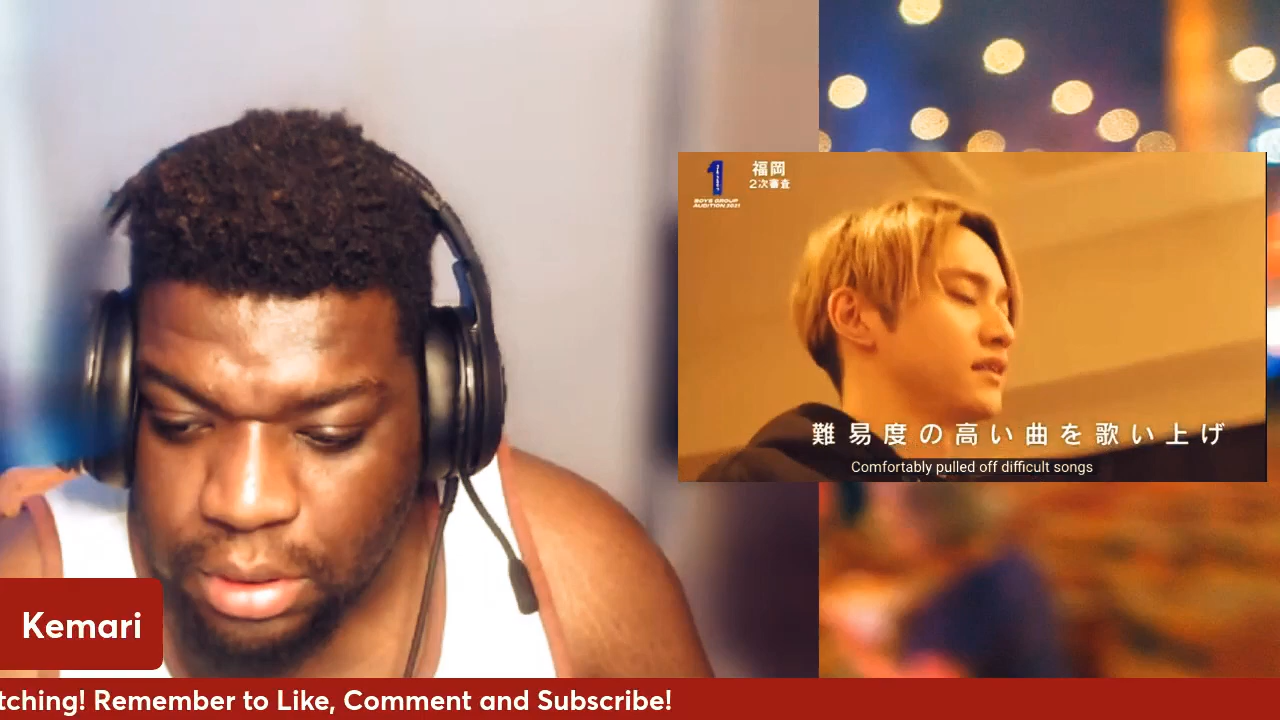 福岡
2次審査
1
BOYS GROUP
AUDITION 2021
難易度の高い曲を歌い上げ
Comfortably pulled off difficult songs
Kemari
tching! Remember to Like, Comment and Subscribe!